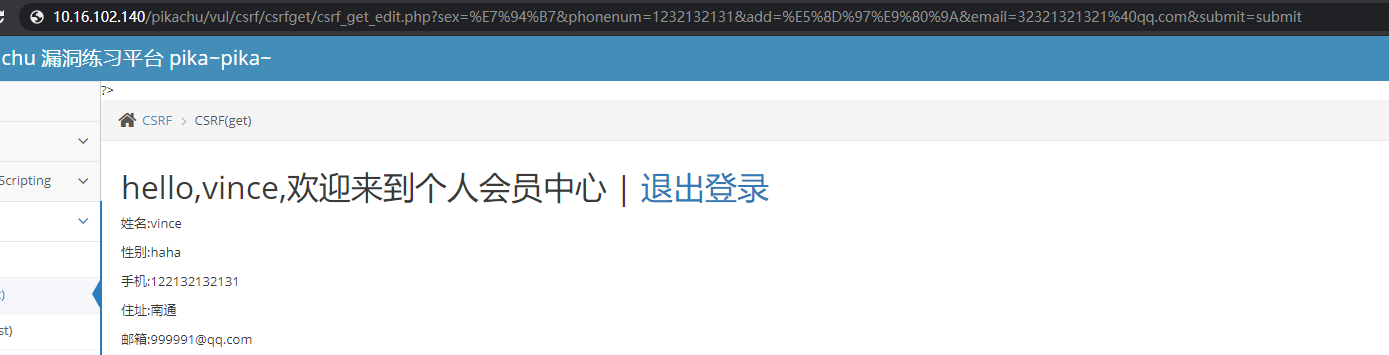 10.16.102.140/pikachu/vul/csrf/csrfget/csrf_get_edit.php?sex=%E7%94%B7&phonenum=1232132131&add=%E5%8D%97%E9%80%9A&email=32321321321%40qq.com&submit=submit
chu 漏洞练习平台 pika~pika~
?>
CSRF > CSRF(get)
Scripting
hello,vince,欢迎来到个人会员中心 | 退出登录
姓名:vince
性别:haha
手机:122132132131
t)
住址:南通
st)
邮箱:999991@qq.com